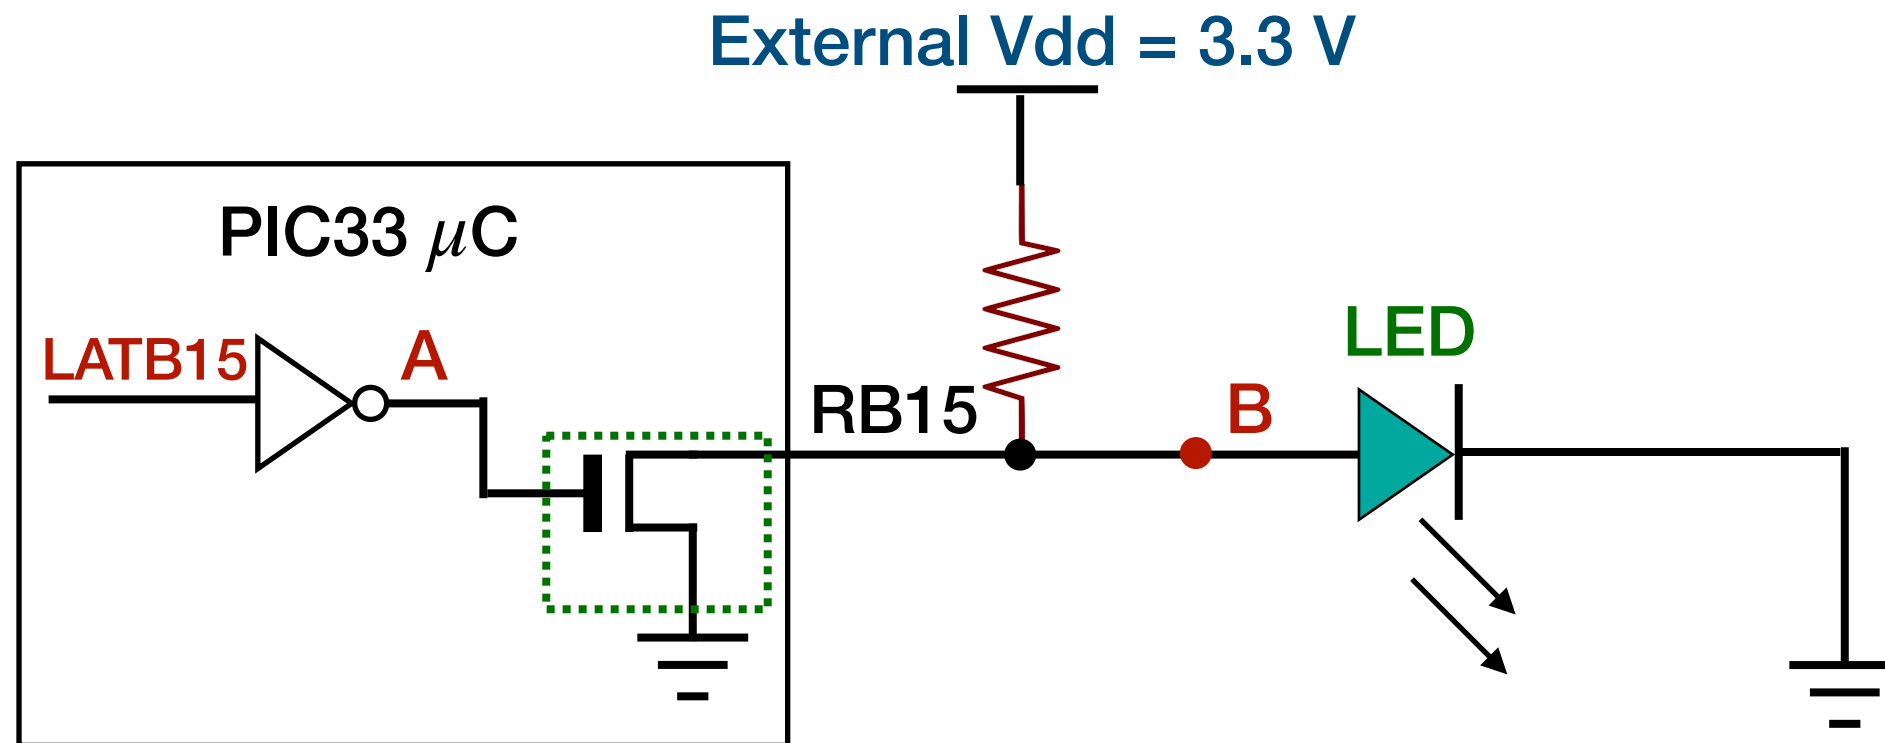 External Vdd = 3.3 V
PIC33 μC
LATB15
A
RB15
B
LED